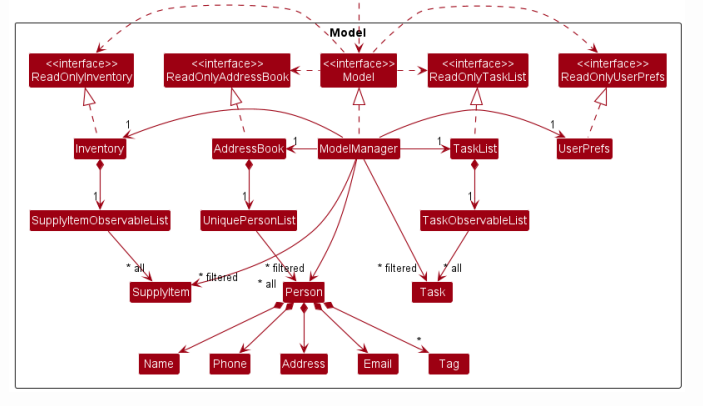 Model
<<interface>>
ReadOnlyInventory
<<interface>>
ReadOnlyAddressBook
<<interface>>
Model
<<interface>>
ReadOnlyTaskList
<<interface>>
ReadOnlyUserPrefs
1
1
Inventory
AddressBook
1
ModelManager
1
TaskList
UserPrefs
1
1
1
SupplyItemObservableList
UniquePersonList
TaskObservableList
* all
* filtered
* filtered
* all
* filtered
* all
SupplyItem
Person
Task
*
Name
Phone
Address
Email
Tag